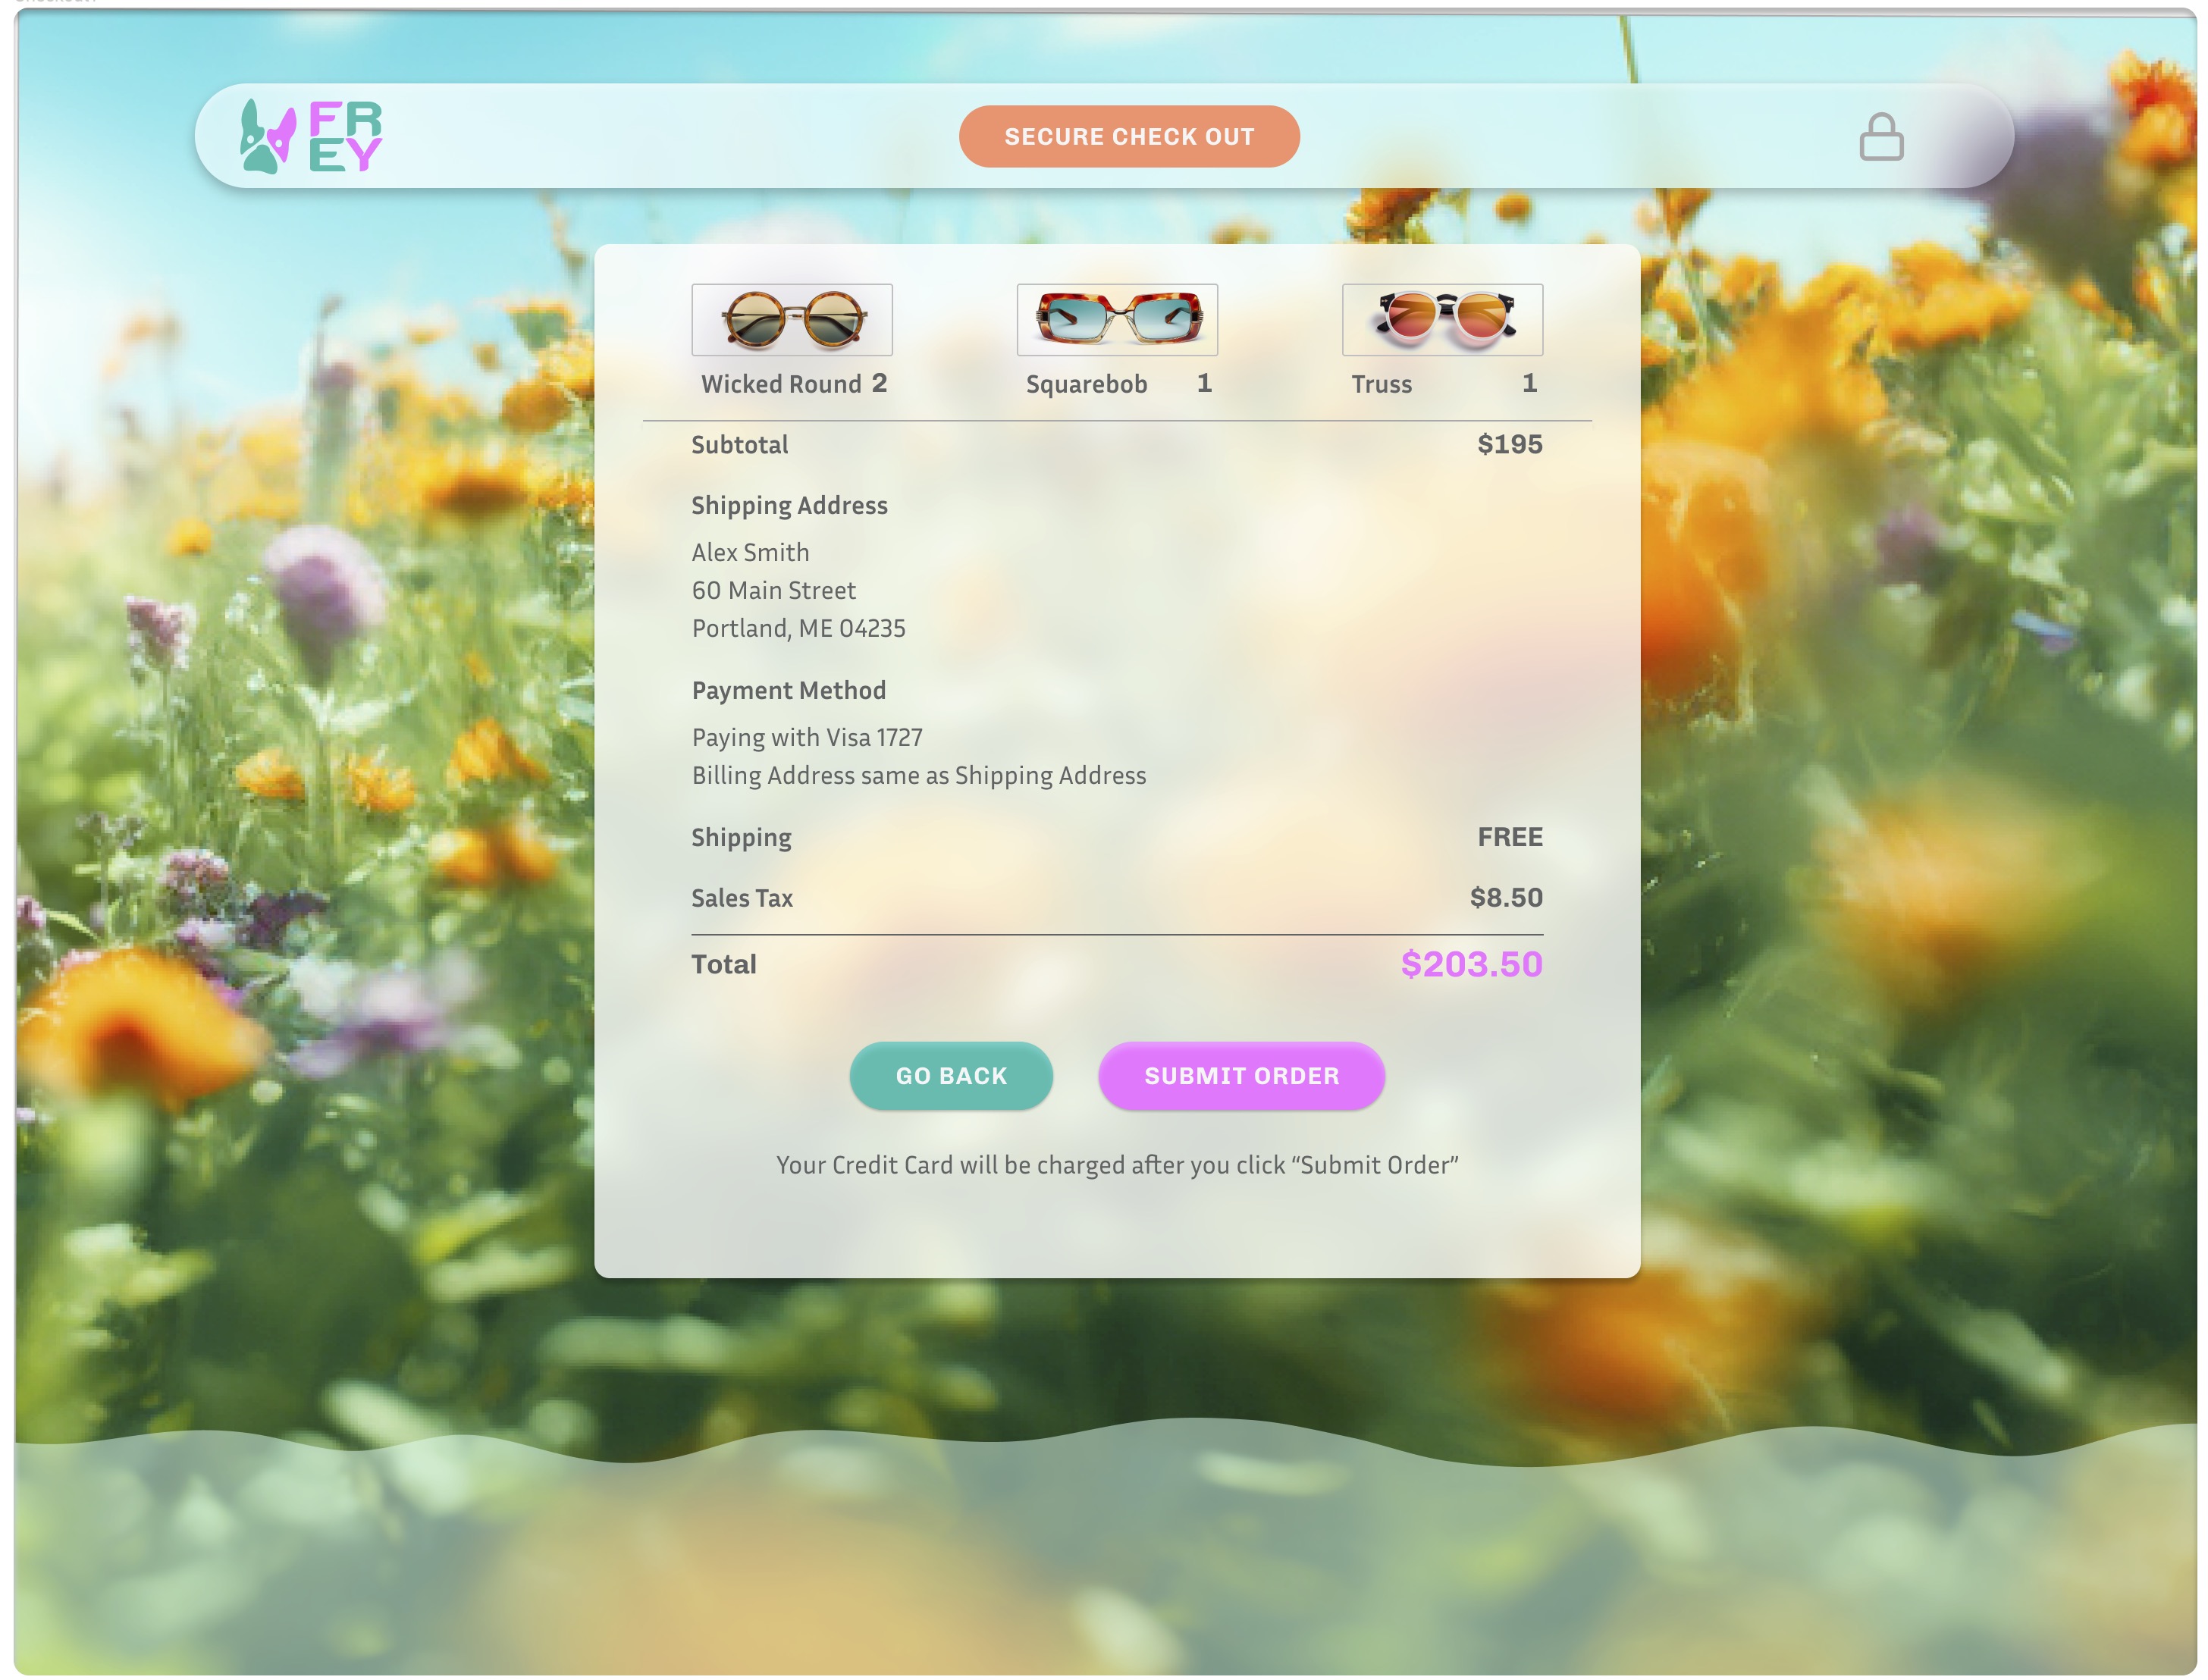 FR
EY
SECURE CHECK OUT
Wicked Round 2
Squarebob 1
Truss 1
Subtotal $195
Shipping Address
Alex Smith
60 Main Street
Portland, ME 04235
Payment Method
Paying with Visa 1727
Billing Address same as Shipping Address
Shipping FREE
Sales Tax $8.50
Total $203.50
GO BACK
SUBMIT ORDER
Your Credit Card will be charged after you click “Submit Order”